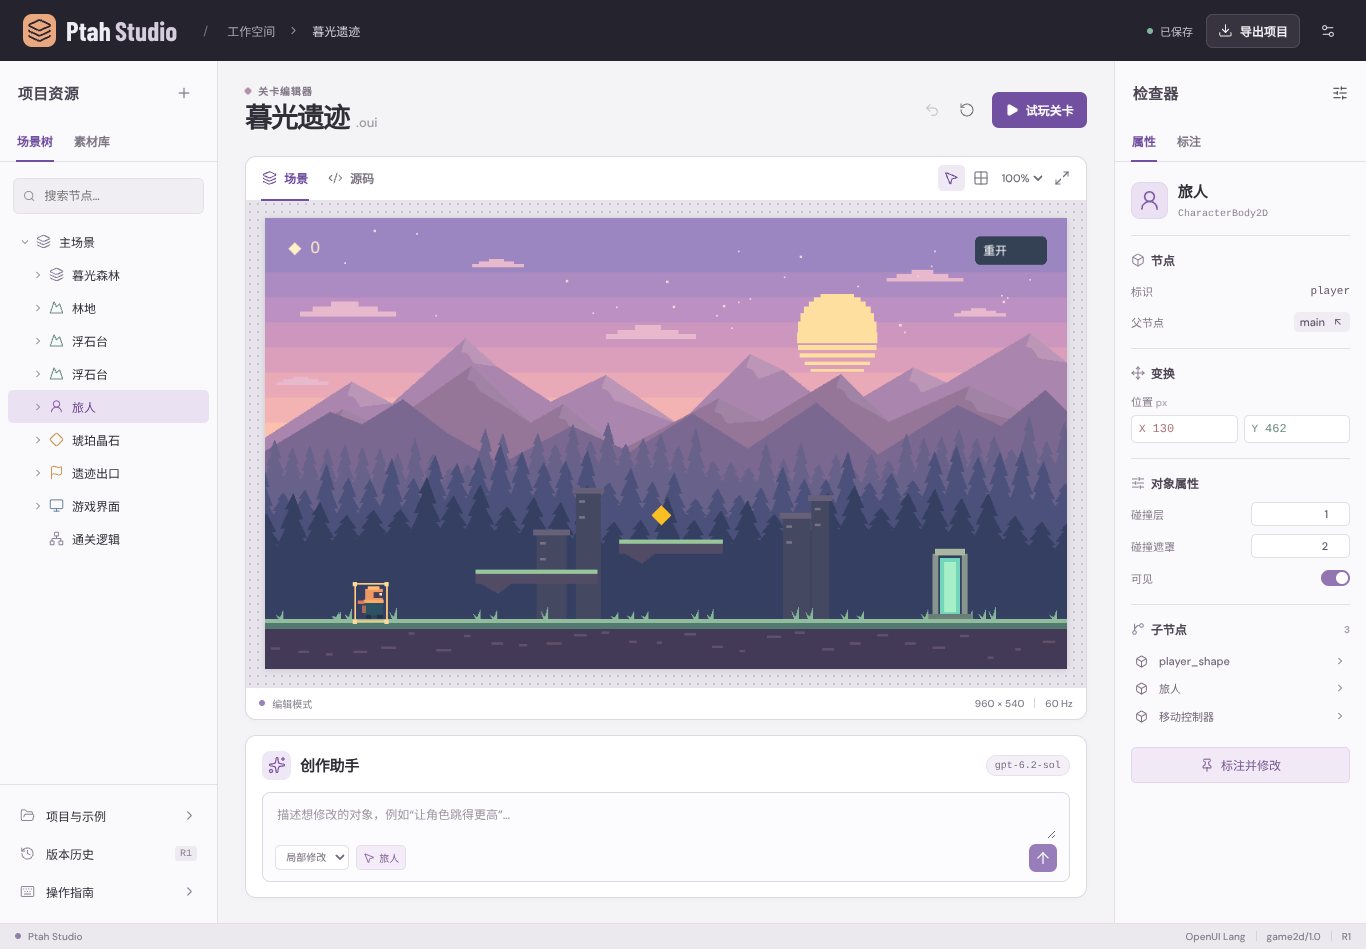 Ptah Studio / 工作空间 > 暮光遗迹
已保存
导出项目
项目资源
场景树 素材库
搜索节点…
主场景
暮光森林
林地
浮石台
浮石台
旅人
琥珀晶石
遗迹出口
游戏界面
通关逻辑
项目与示例
版本历史 R1
操作指南
关卡编辑器
暮光遗迹 .oui
试玩关卡
场景 </> 源码
100%
0
重开
编辑模式
960 × 540 60 Hz
创作助手
gpt-6.2-sol
描述想修改的对象，例如“让角色跳得更高”…
局部修改 旅人
检查器
属性 标注
旅人
CharacterBody2D
节点
标识 player
父节点 main
变换
位置 px
X 130 Y 462
对象属性
碰撞层 1
碰撞遮罩 2
可见
子节点 3
player_shape
旅人
移动控制器
标注并修改
Ptah Studio
OpenUI Lang game2d/1.0 R1